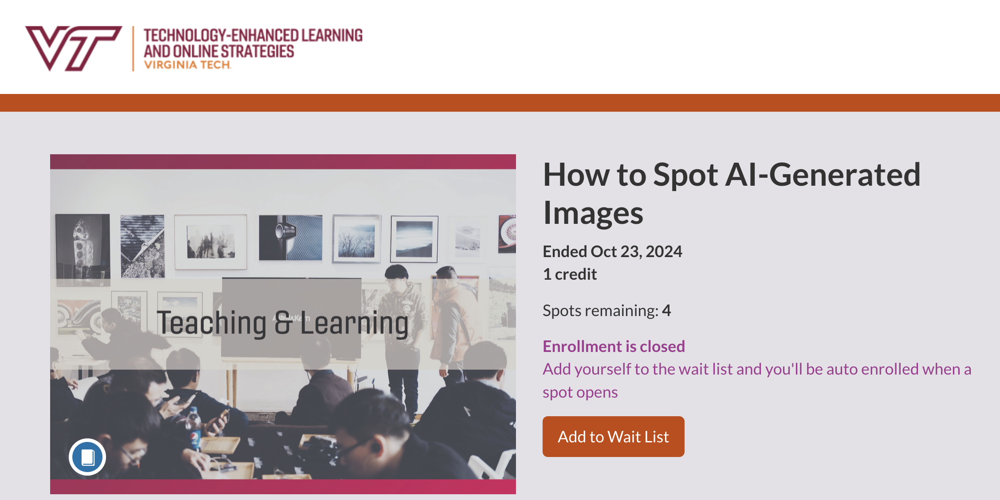 VT
TECHNOLOGY-ENHANCED LEARNING
AND ONLINE STRATEGIES
VIRGINIA TECH.
Teaching & Learning
Astell&Kern
How to Spot AI-Generated
Images
Ended Oct 23, 2024
1 credit
Spots remaining: 4
Enrollment is closed
Add yourself to the wait list and you'll be auto enrolled when a
spot opens
Add to Wait List